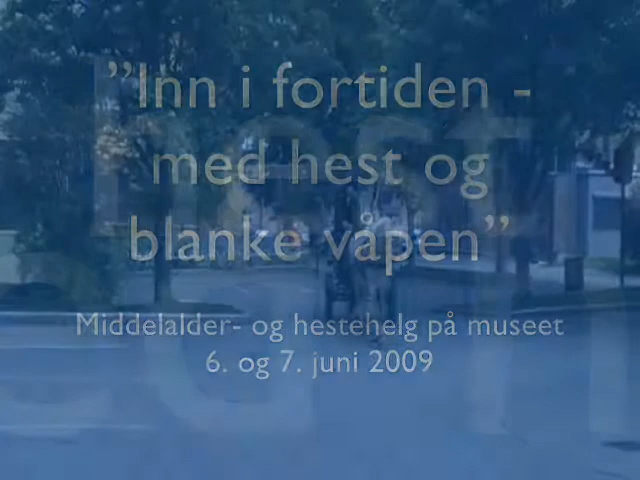 ”Inn i fortiden -
med hest og
blanke våpen”
Middelalder- og hestehelg på museet
6. og 7. juni 2009